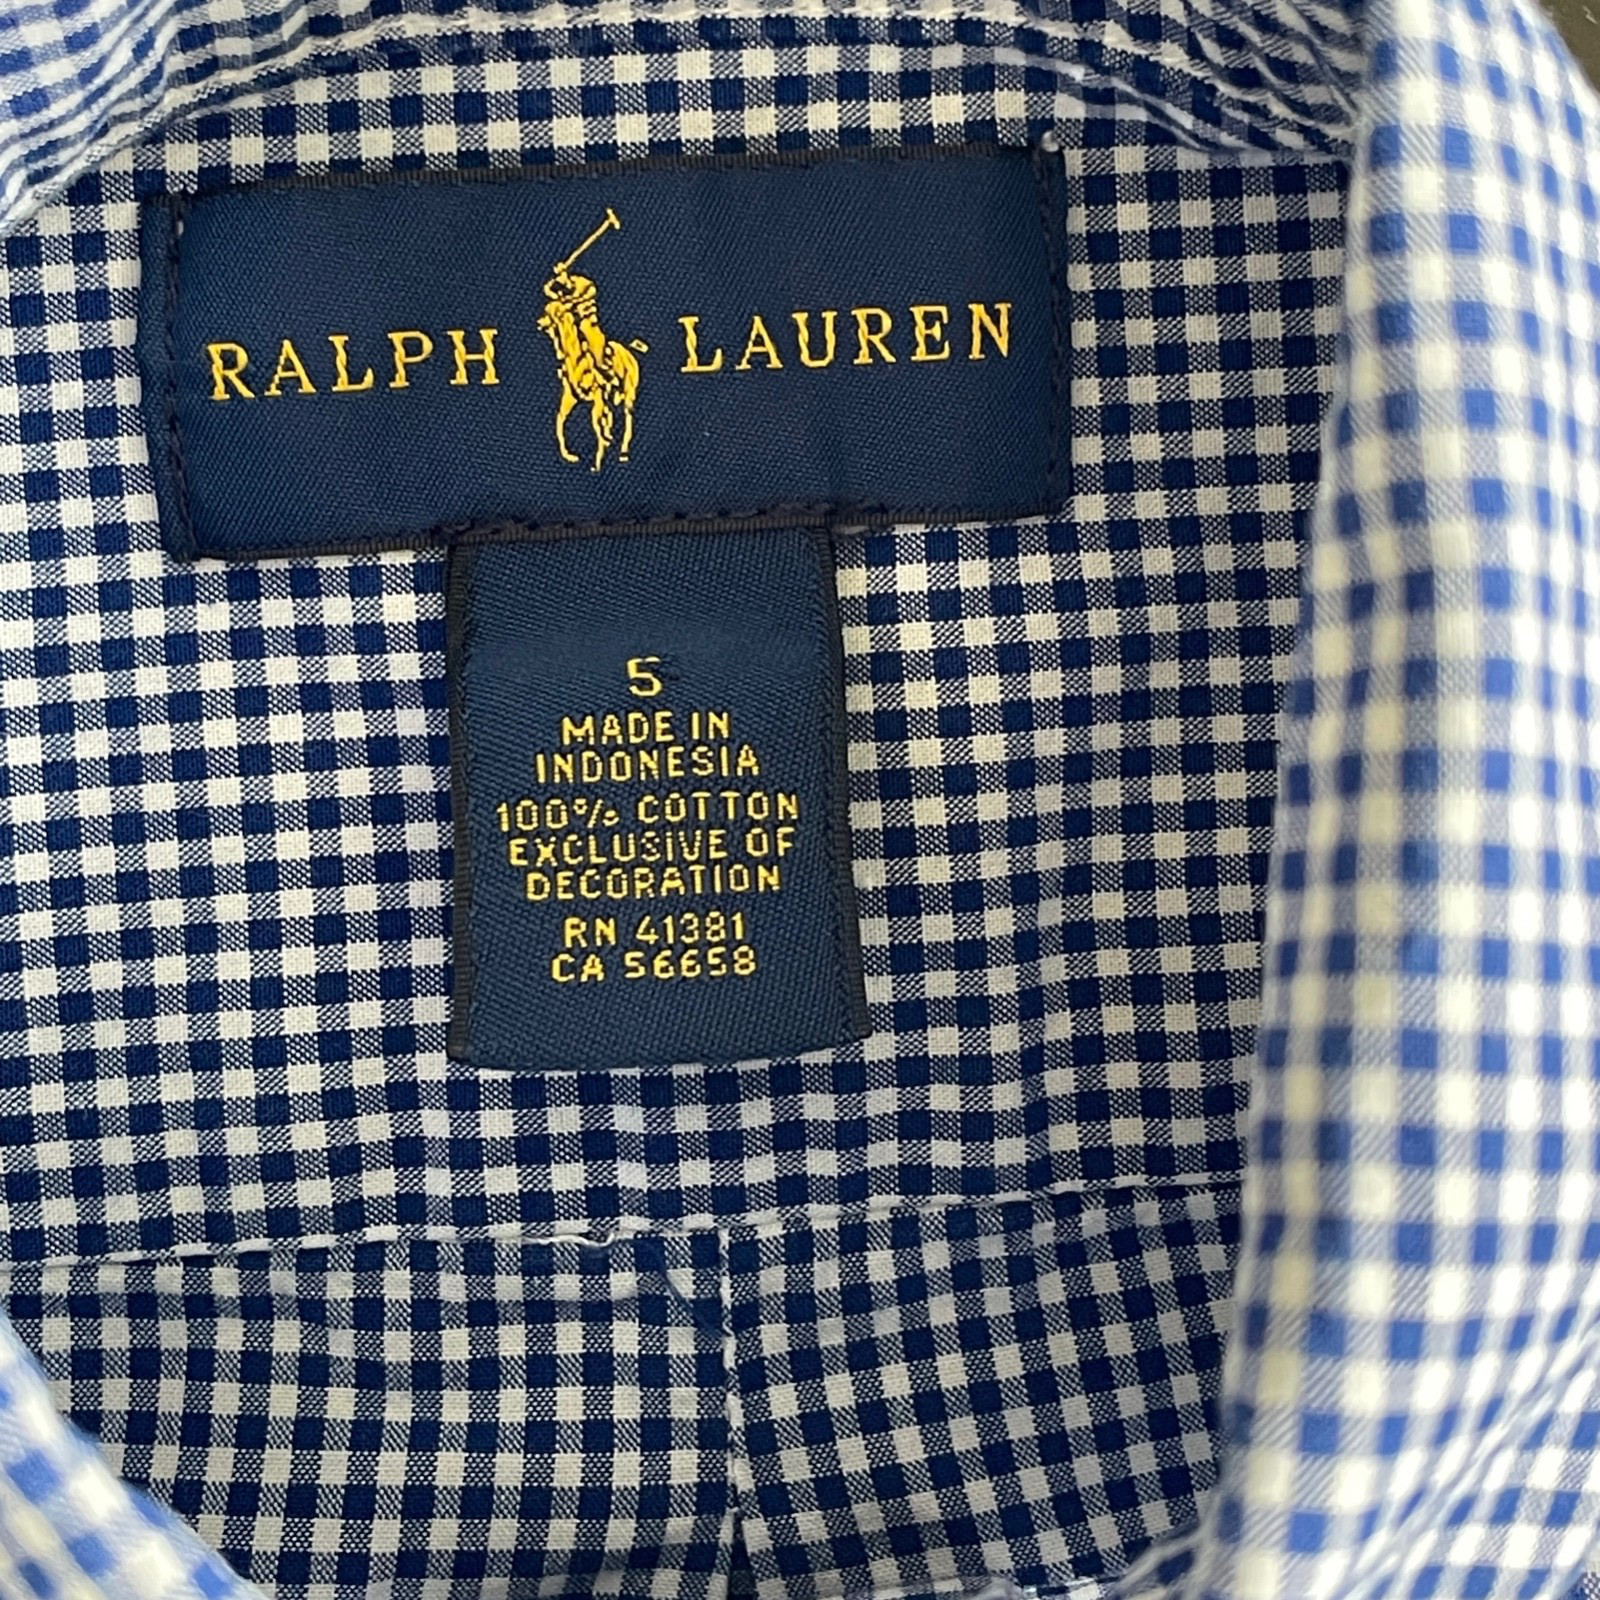 RALPH LAUREN
5
MADE IN
INDONESIA
100% COTTON
EXCLUSIVE OF
DECORATION
RN 41381
CA 56658